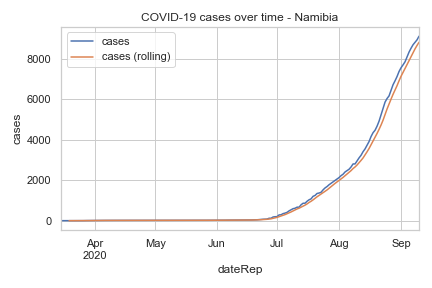 COVID-19 cases over time - Namibia
cases
cases (rolling)
8000
6000
4000
2000
0
cases
Apr
2020
May
Jun
Jul
Aug
Sep
dateRep